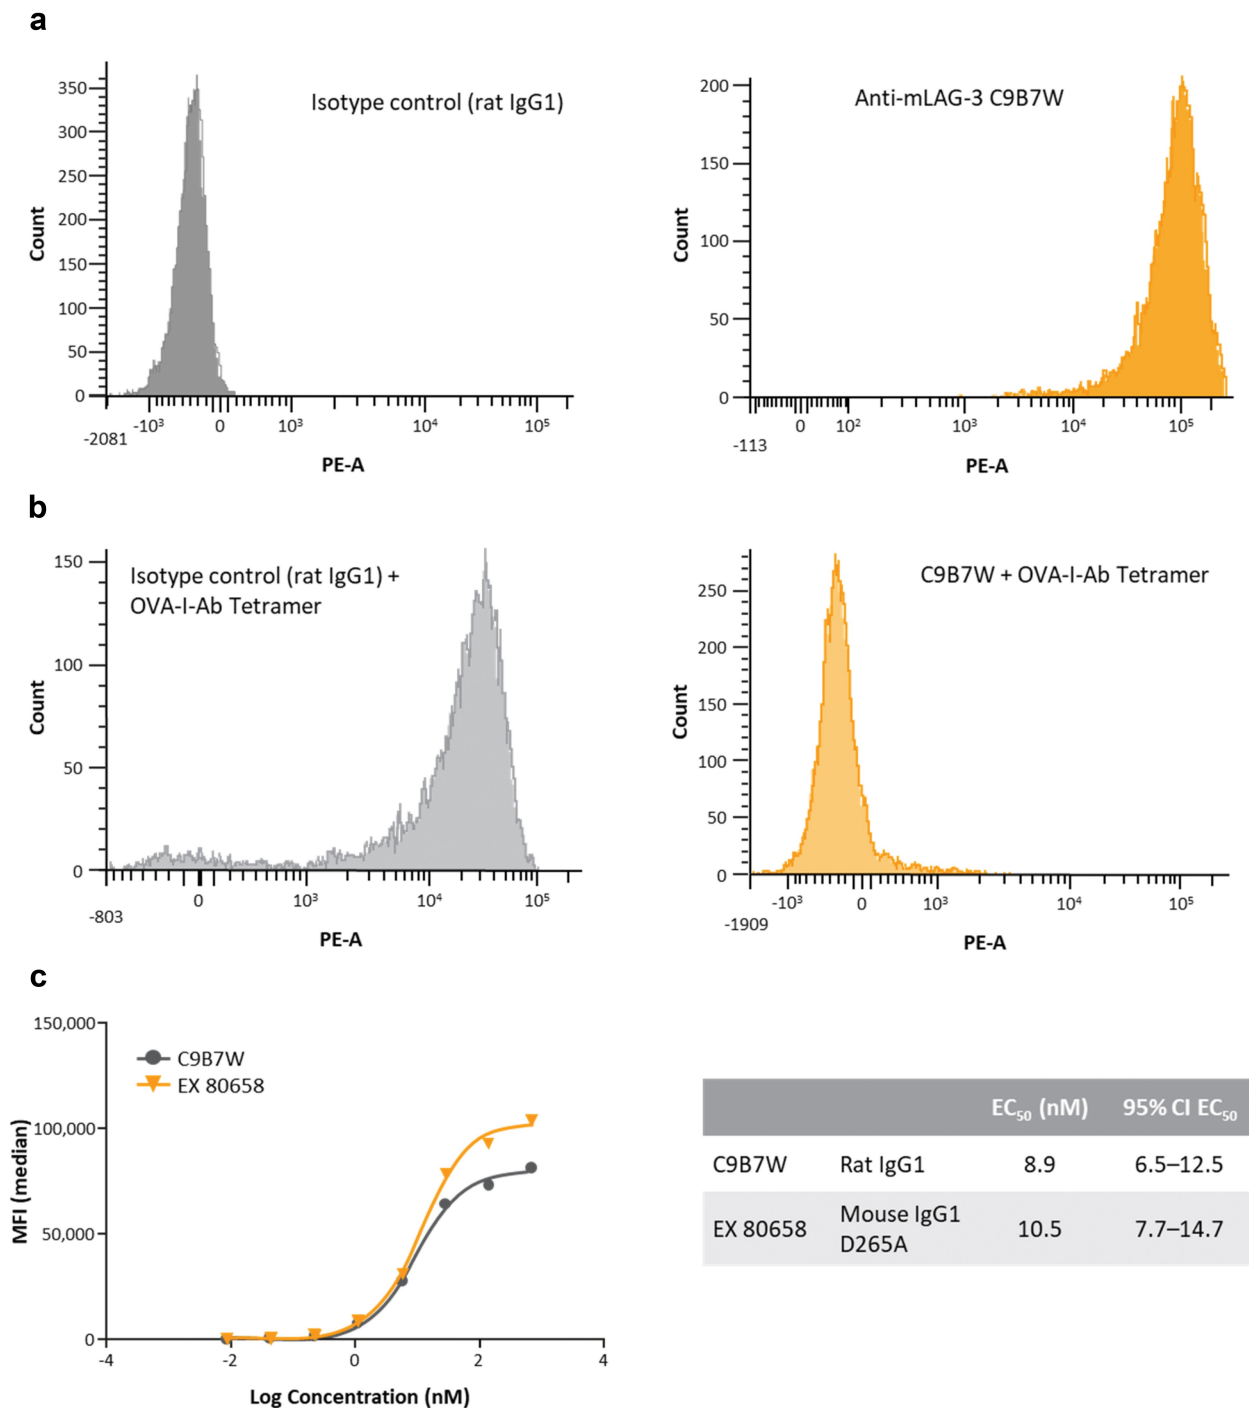 a
Isotype control (rat IgG1)
350
300
250
200
150
100
50
0
Count
-10³ 0 10³ 10⁴ 10⁵
-2081
PE-A
Anti-mLAG-3 C9B7W
200
150
100
50
0
Count
0 10² 10³ 10⁴ 10⁵
-113
PE-A
b
Isotype control (rat IgG1) +
OVA-I-Ab Tetramer
150
100
50
0
Count
0 10³ 10⁴ 10⁵
-803
PE-A
C9B7W + OVA-I-Ab Tetramer
250
200
150
100
50
0
Count
-10³ 0 10³ 10⁴ 10⁵
-1909
PE-A
c
150,000
100,000
50,000
0
MFI (median)
C9B7W
EX 80658
-4 -2 0 2 4
Log Concentration (nM)
EC₅₀ (nM) 95% CI EC₅₀
C9B7W Rat IgG1 8.9 6.5–12.5
EX 80658 Mouse IgG1 D265A 10.5 7.7–14.7